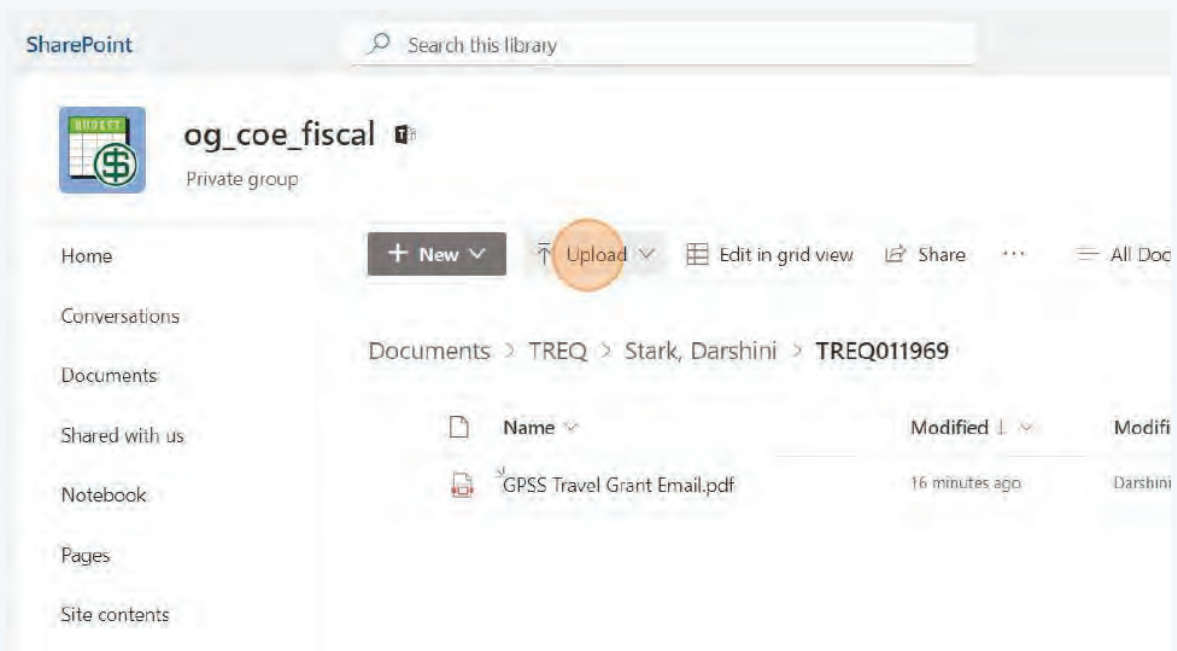 SharePoint
Search this library
BUDGET
$
og_coe_fiscal
Private group
+ New
Upload
Edit in grid view
Share
...
All Doc
Home
Conversations
Documents
Shared with us
Notebook
Pages
Site contents
Documents > TREQ > Stark, Darshini > TREQ011969
Name
Modified ↓
Modifi
GPSS Travel Grant Email.pdf
16 minutes ago
Darshini